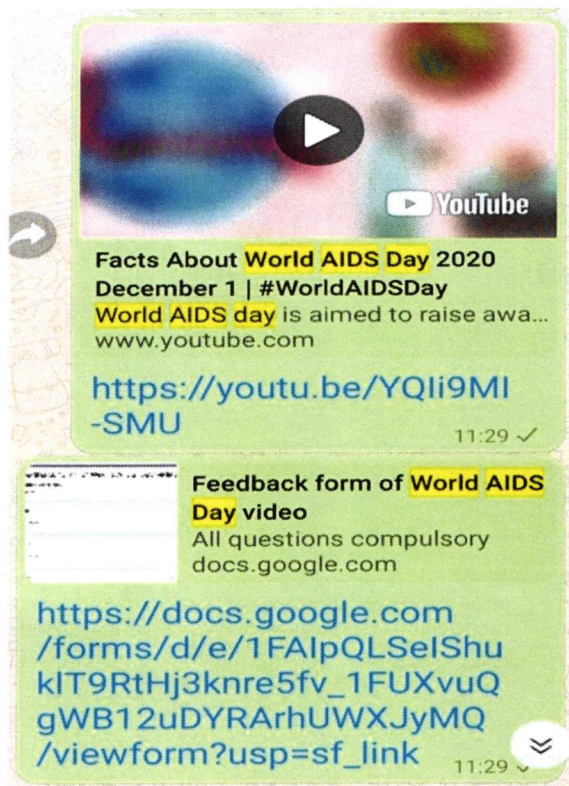 YouTube
Facts About World AIDS Day 2020
December 1 | #WorldAIDSDay
World AIDS day is aimed to raise awa...
www.youtube.com
https://youtu.be/YQIi9MI
-SMU
11:29
Feedback form of World AIDS
Day video
All questions compulsory
docs.google.com
https://docs.google.com
/forms/d/e/1FAIpQLSeIShu
kIT9RtHj3knre5fv_1FUXvuQ
gWB12uDYRArhUWXJyMQ
/viewform?usp=sf_link
11:29